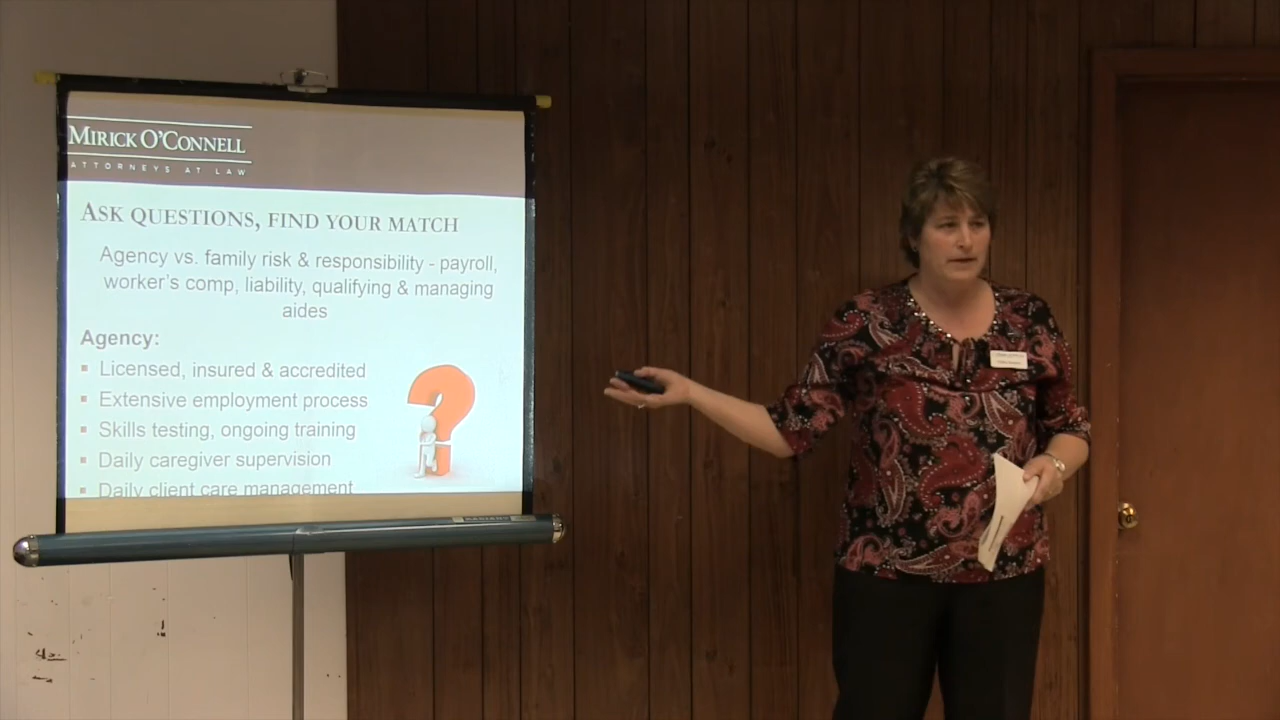 MIRICK O'CONNELL
ATTORNEYS AT LAW
ASK QUESTIONS, FIND YOUR MATCH
Agency vs. family risk & responsibility - payroll,
worker's comp, liability, qualifying & managing
aides
Agency:
▪ Licensed, insured & accredited
▪ Extensive employment process
▪ Skills testing, ongoing training
▪ Daily caregiver supervision
▪ Daily client care management